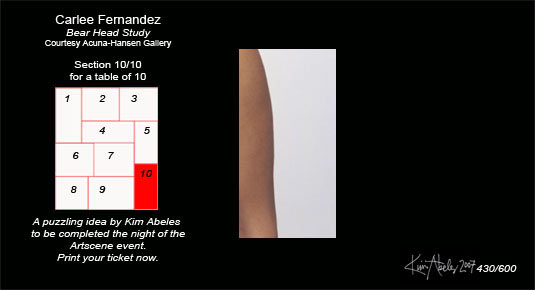 Carlee Fernandez
Bear Head Study
Courtesy Acuna-Hansen Gallery
Section 10/10
for a table of 10
1 2 3
4 5
6 7
10
8 9
A puzzling idea by Kim Abeles
to be completed the night of the
Artscene event.
Print your ticket now.
Kim Abeles 2007 430/600